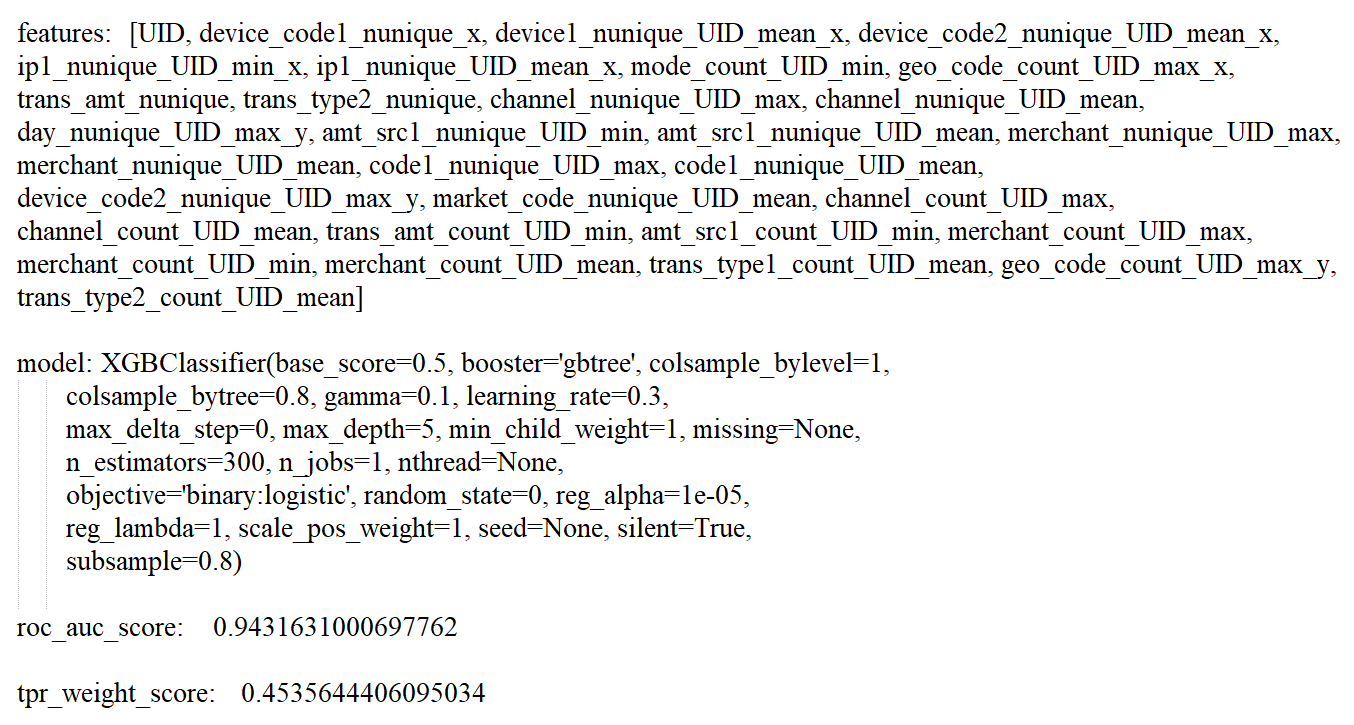 features: [UID, device_code1_nunique_x, device1_nunique_UID_mean_x, device_code2_nunique_UID_mean_x,
ip1_nunique_UID_min_x, ip1_nunique_UID_mean_x, mode_count_UID_min, geo_code_count_UID_max_x,
trans_amt_nunique, trans_type2_nunique, channel_nunique_UID_max, channel_nunique_UID_mean,
day_nunique_UID_max_y, amt_src1_nunique_UID_min, amt_src1_nunique_UID_mean, merchant_nunique_UID_max,
merchant_nunique_UID_mean, code1_nunique_UID_max, code1_nunique_UID_mean,
device_code2_nunique_UID_max_y, market_code_nunique_UID_mean, channel_count_UID_max,
channel_count_UID_mean, trans_amt_count_UID_min, amt_src1_count_UID_min, merchant_count_UID_max,
merchant_count_UID_min, merchant_count_UID_mean, trans_type1_count_UID_mean, geo_code_count_UID_max_y,
trans_type2_count_UID_mean]
model: XGBClassifier(base_score=0.5, booster='gbtree', colsample_bylevel=1,
colsample_bytree=0.8, gamma=0.1, learning_rate=0.3,
max_delta_step=0, max_depth=5, min_child_weight=1, missing=None,
n_estimators=300, n_jobs=1, nthread=None,
objective='binary:logistic', random_state=0, reg_alpha=1e-05,
reg_lambda=1, scale_pos_weight=1, seed=None, silent=True,
subsample=0.8)
roc_auc_score: 0.9431631000697762
tpr_weight_score: 0.4535644406095034